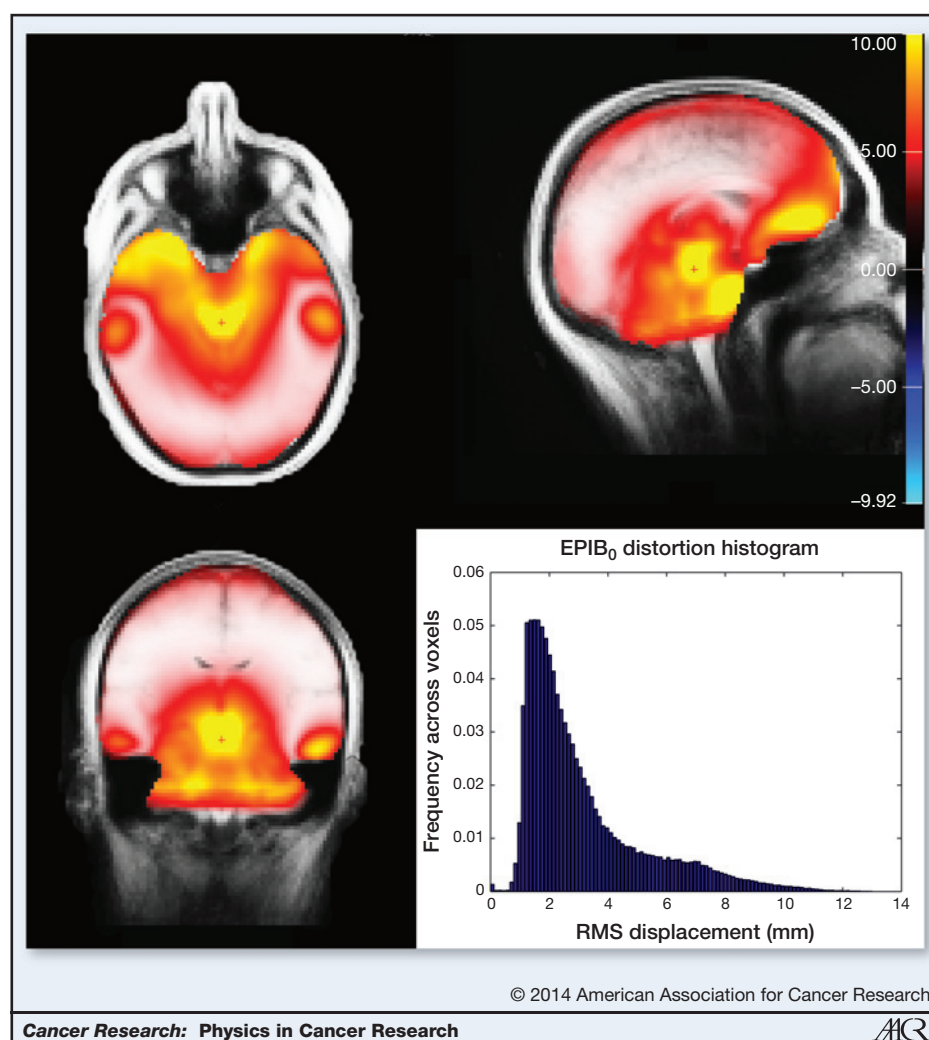 10.00
5.00
0.00
−5.00
−9.92
EPIB₀ distortion histogram
0.06
0.05
0.04
0.03
0.02
0.01
0
Frequency across voxels
0 2 4 6 8 10 12 14
RMS displacement (mm)
© 2014 American Association for Cancer Research
Cancer Research: Physics in Cancer Research
AACR